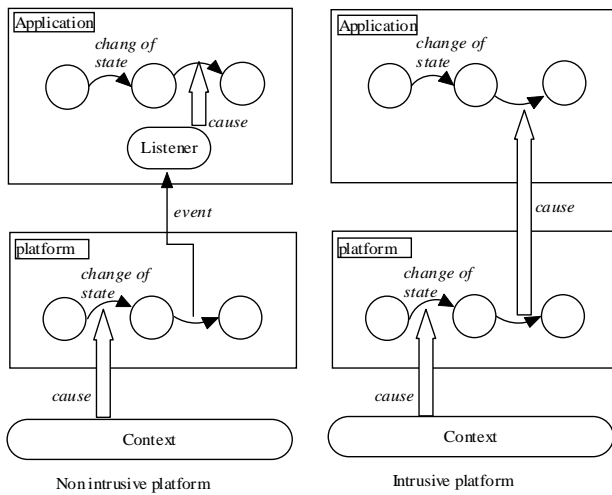 Application
chang of
state
cause
Listener
event
platform
change of
state
cause
Context
Non intrusive platform
Application
change of
state
cause
platform
change of
state
cause
Context
Intrusive platform